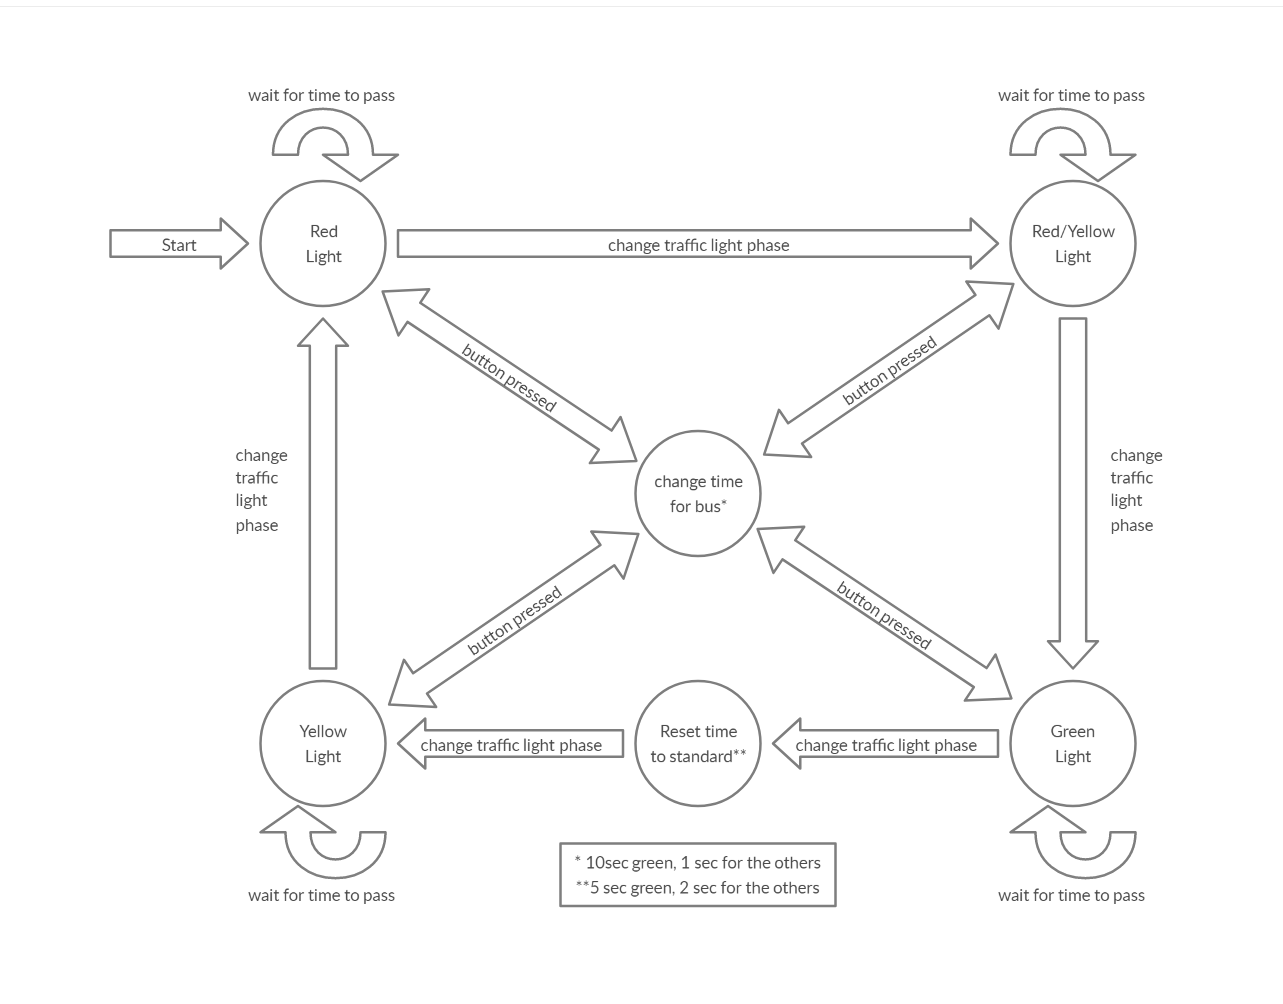 wait for time to pass
wait for time to pass
Start
Red
Light
change traffic light phase
Red/Yellow
Light
button pressed
button pressed
change
traffic
light
phase
change time
for bus*
change
traffic
light
phase
button pressed
button pressed
Yellow
Light
change traffic light phase
Reset time
to standard**
change traffic light phase
Green
Light
* 10sec green, 1 sec for the others
**5 sec green, 2 sec for the others
wait for time to pass
wait for time to pass